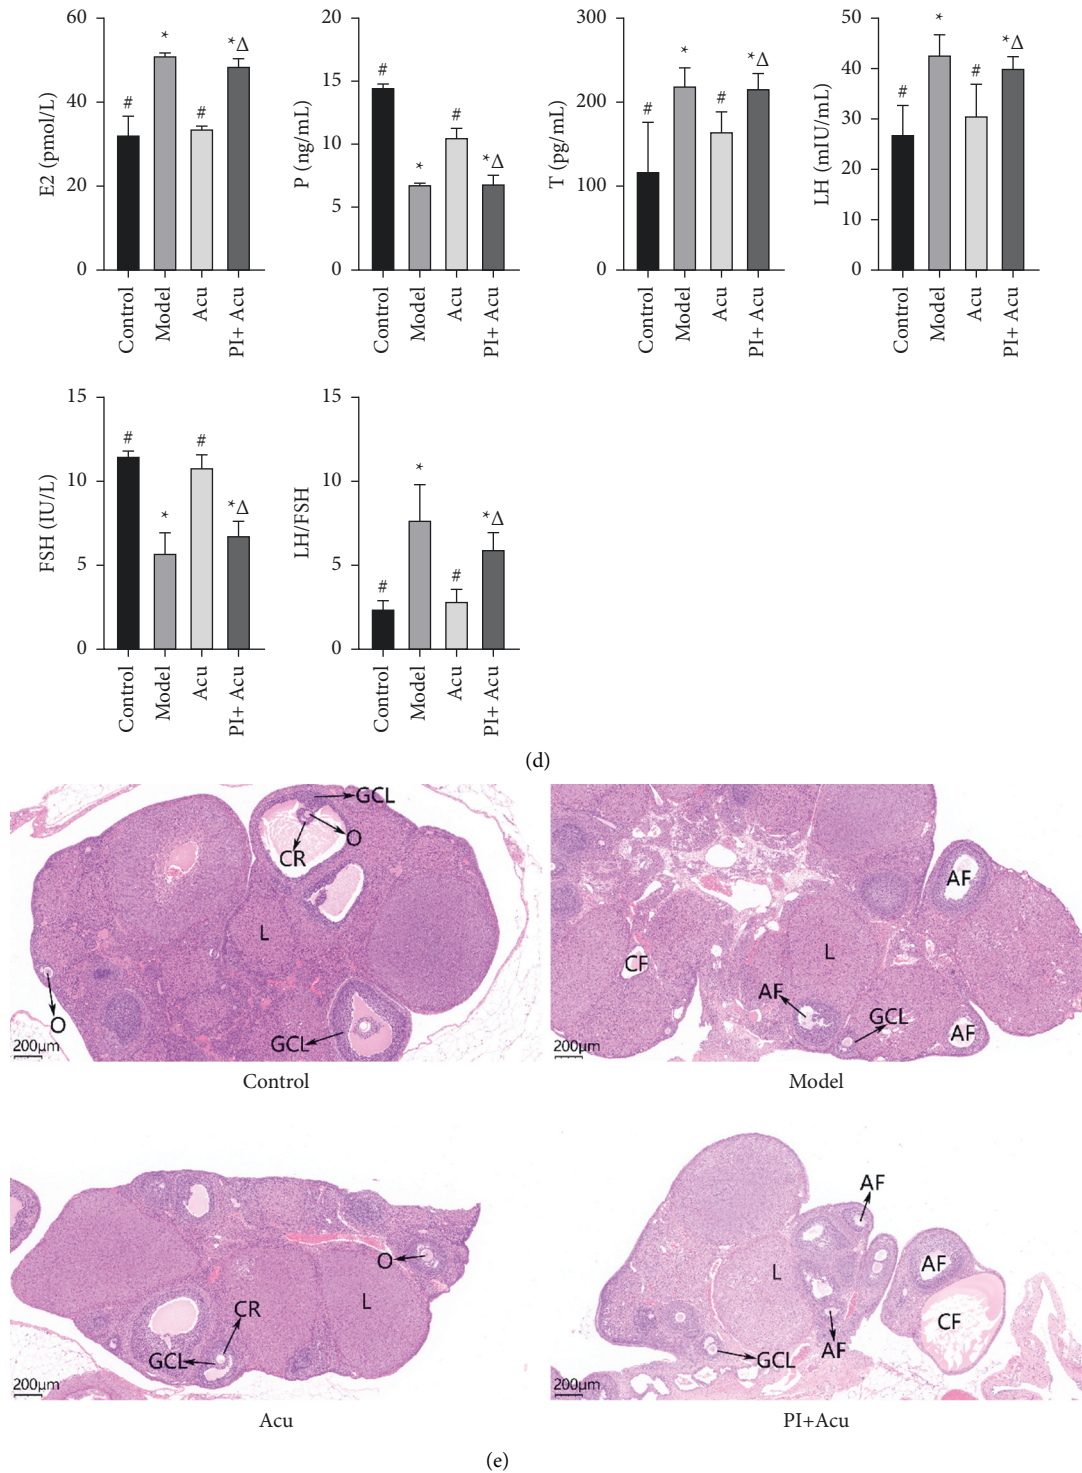 E2 (pmol/L)
60
40
20
0
#
*
#
*Δ
Control
Model
Acu
PI+ Acu
P (ng/mL)
20
15
10
5
0
#
*
#
*Δ
Control
Model
Acu
PI+ Acu
T (pg/mL)
300
200
100
0
#
*
#
*Δ
Control
Model
Acu
PI+ Acu
LH (mIU/mL)
50
40
30
20
10
0
#
*
#
*Δ
Control
Model
Acu
PI+ Acu
FSH (IU/L)
15
10
5
0
#
*
#
*Δ
Control
Model
Acu
PI+ Acu
LH/FSH
15
10
5
0
#
*
#
*Δ
Control
Model
Acu
PI+ Acu
(d)
GCL
O
CR
L
O
GCL
200μm
Control
AF
CF
L
AF
GCL
AF
200μm
Model
O
CR
L
GCL
200μm
Acu
AF
L
AF
CF
GCL
AF
200μm
PI+Acu
(e)